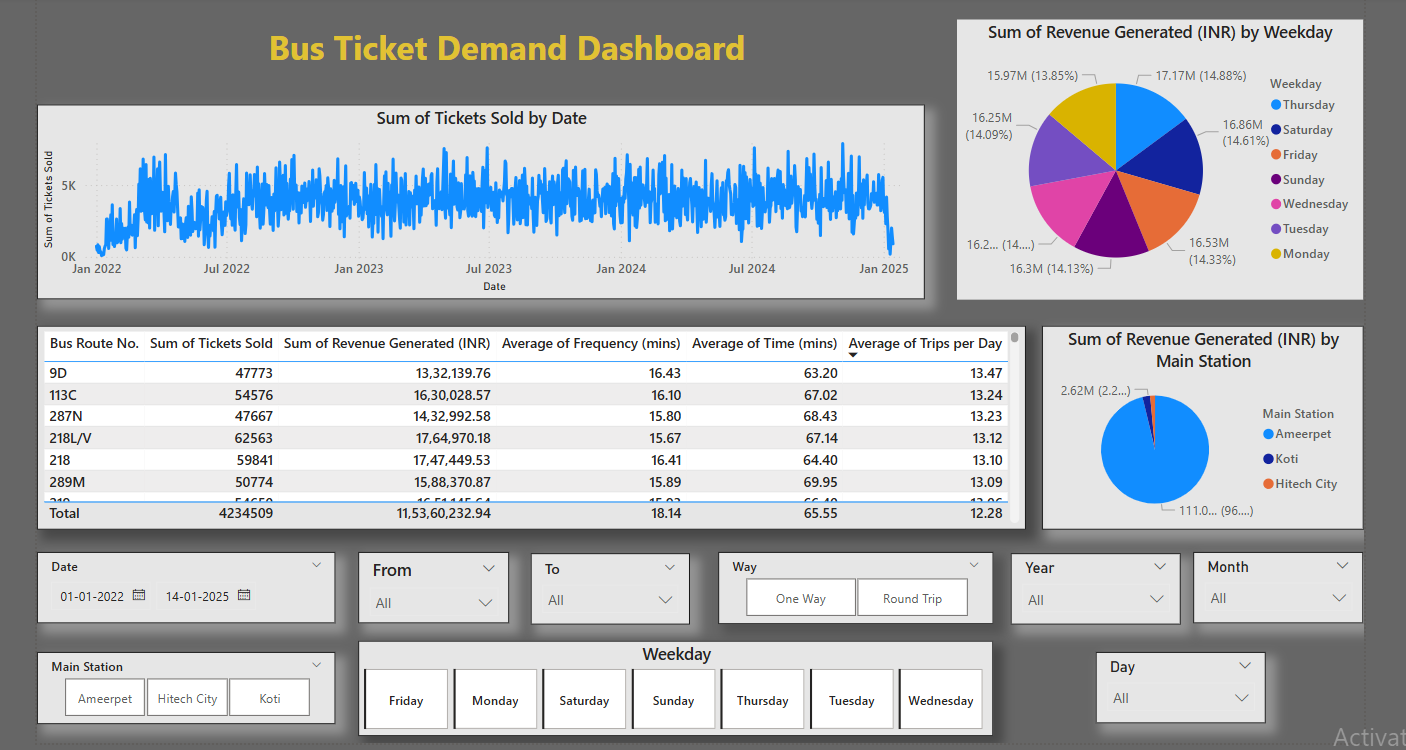 Bus Ticket Demand Dashboard
Sum of Revenue Generated (INR) by Weekday
15.97M (13.85%)
17.17M (14.88%)
16.25M
(14.09%)
16.86M
(14.61%)
16.2... (14....)
16.53M
(14.33%)
16.3M (14.13%)
Weekday
Thursday
Saturday
Friday
Sunday
Wednesday
Tuesday
Monday
Sum of Tickets Sold by Date
Sum of Tickets Sold
5K
0K
Jan 2022 Jul 2022 Jan 2023 Jul 2023 Jan 2024 Jul 2024 Jan 2025
Date
Bus Route No. Sum of Tickets Sold Sum of Revenue Generated (INR) Average of Frequency (mins) Average of Time (mins) Average of Trips per Day
9D 47773 13,32,139.76 16.43 63.20 13.47
113C 54576 16,30,028.57 16.10 67.02 13.24
287N 47667 14,32,992.58 15.80 68.43 13.23
218L/V 62563 17,64,970.18 15.67 67.14 13.12
218 59841 17,47,449.53 16.41 64.40 13.10
289M 50774 15,88,370.87 15.89 69.95 13.09
Total 4234509 11,53,60,232.94 18.14 65.55 12.28
Sum of Revenue Generated (INR) by
Main Station
2.62M (2.2...)
111.0... (96....)
Main Station
Ameerpet
Koti
Hitech City
Date
01-01-2022 14-01-2025
From
All
To
All
Way
One Way Round Trip
Year
All
Month
All
Main Station
Ameerpet Hitech City Koti
Weekday
Friday Monday Saturday Sunday Thursday Tuesday Wednesday
Day
All
Activat